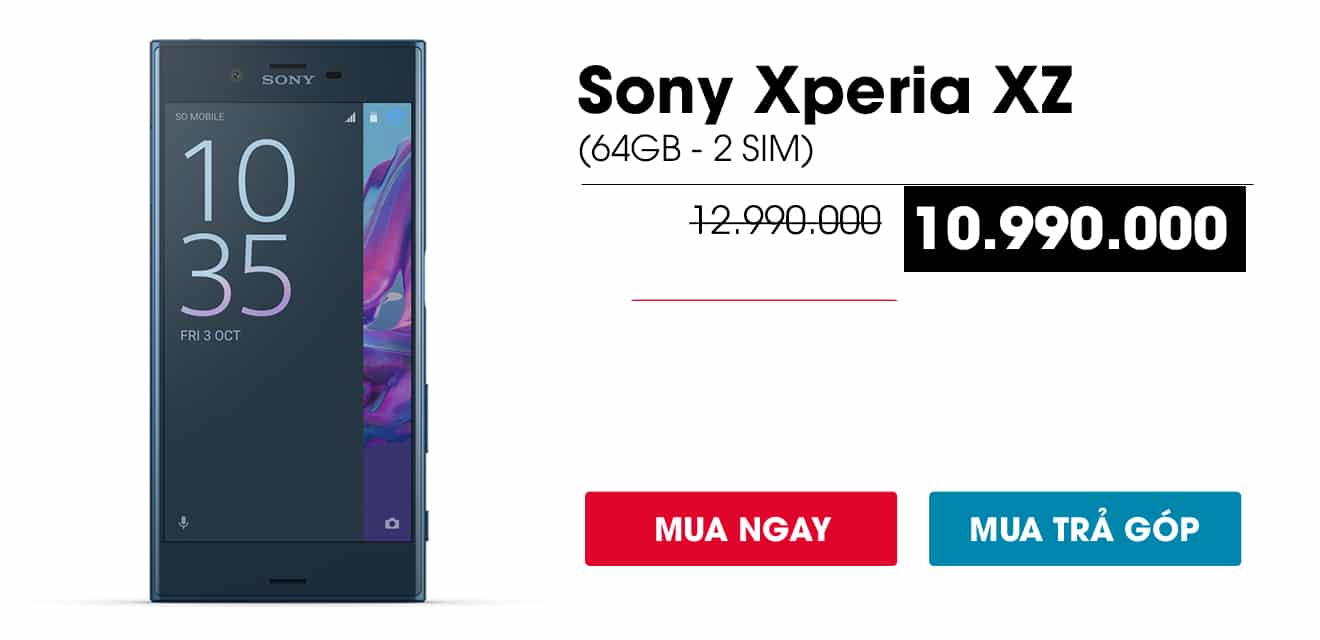 SONY
SO MOBILE
10
35
FRI 3 OCT
Sony Xperia XZ
(64GB - 2 SIM)
12.990.000 10.990.000
MUA NGAY MUA TRẢ GÓP